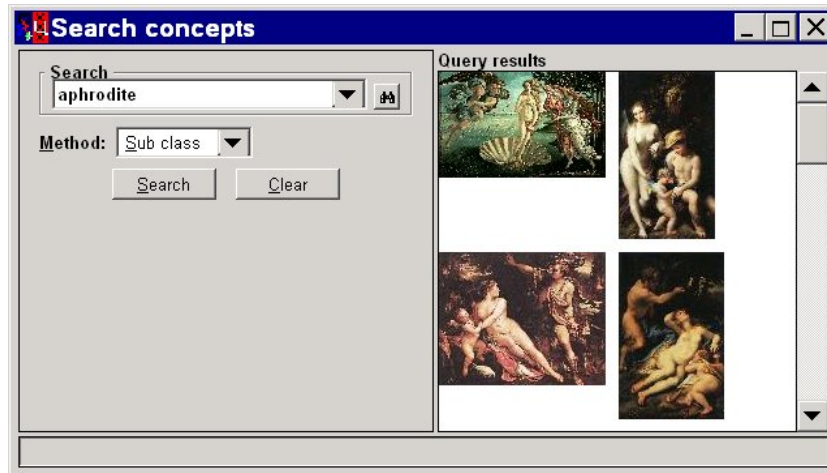 Search concepts
Search
aphrodite
Method: Sub class
Search Clear
Query results